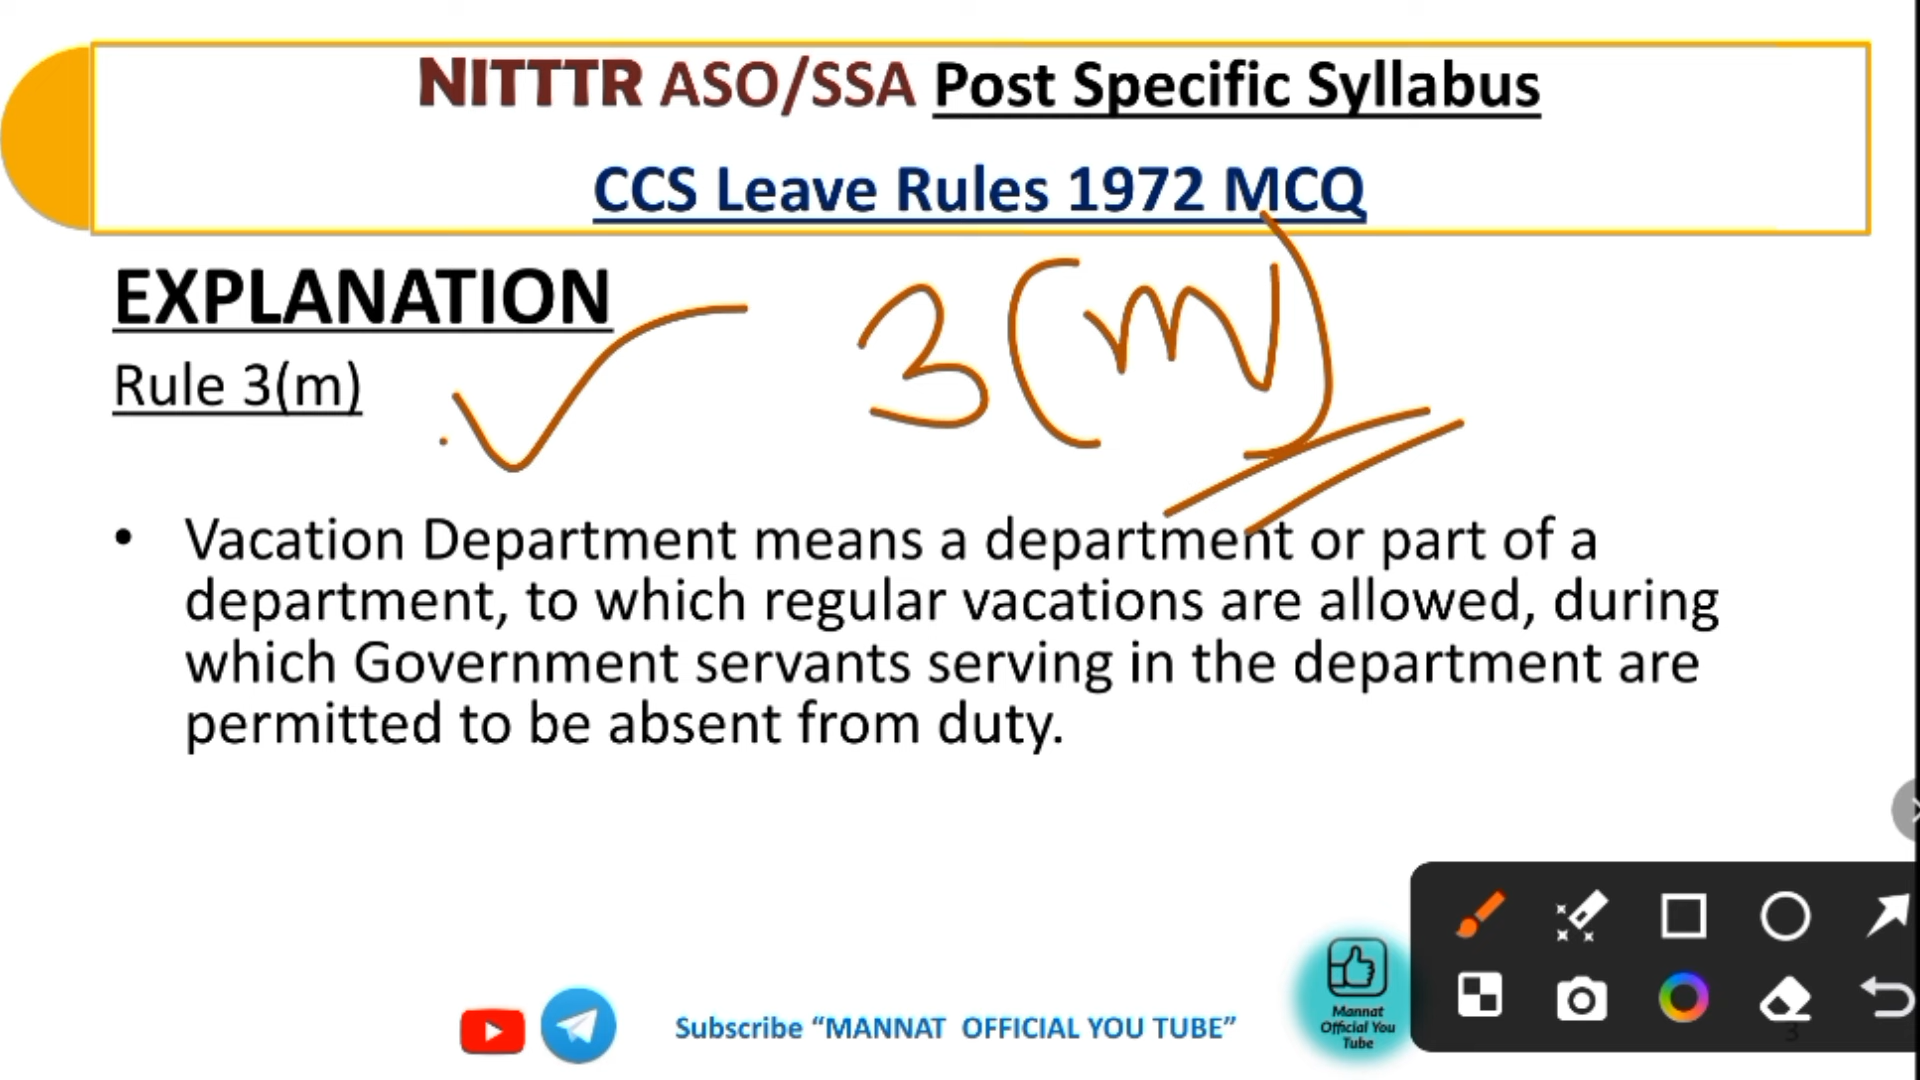 NITTTR ASO/SSA Post Specific Syllabus
CCS Leave Rules 1972 MCQ
EXPLANATION
3(m)
Rule 3(m)
• Vacation Department means a department or part of a
department, to which regular vacations are allowed, during
which Government servants serving in the department are
permitted to be absent from duty.
Subscribe “MANNAT OFFICIAL YOU TUBE”
Mannat
Official You
Tube
3